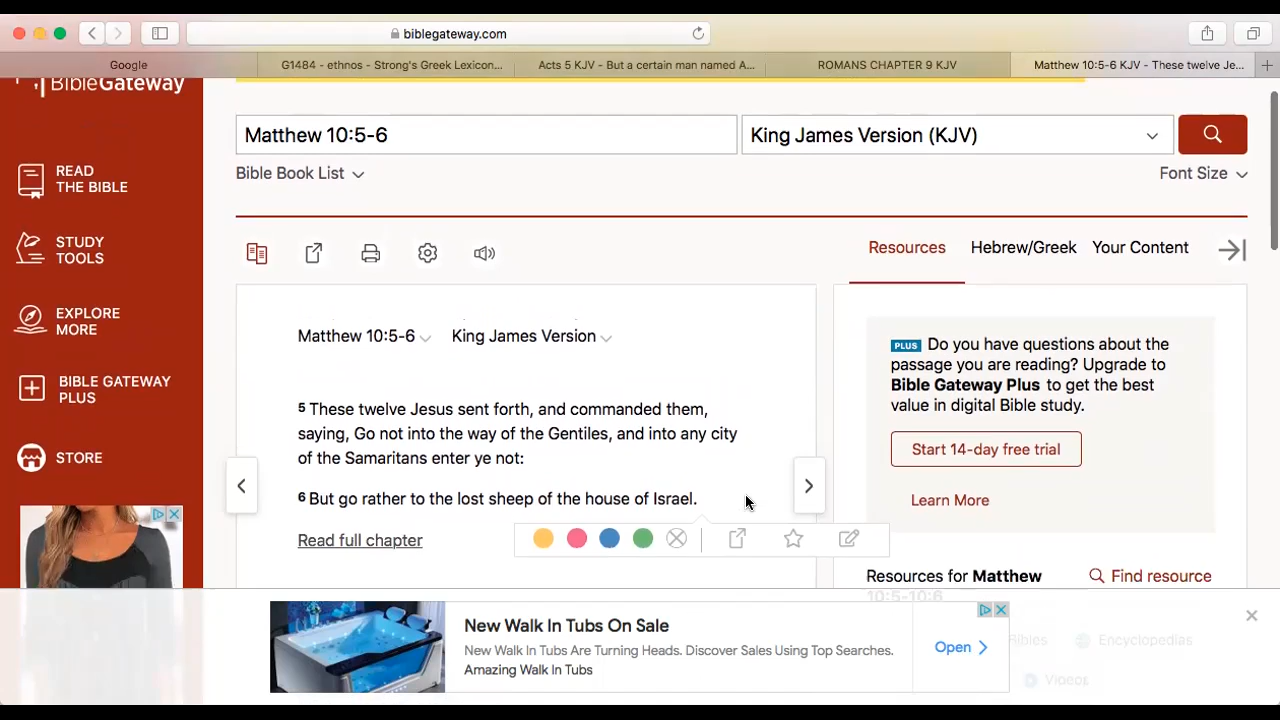 biblegateway.com
Google
G1484 - ethnos - Strong's Greek Lexicon...
Acts 5 KJV - But a certain man named A...
ROMANS CHAPTER 9 KJV
Matthew 10:5-6 KJV - These twelve Je...
BibleGateway
Matthew 10:5-6
King James Version (KJV)
Bible Book List
Font Size
READ
THE BIBLE
STUDY
TOOLS
EXPLORE
MORE
BIBLE GATEWAY
PLUS
STORE
Resources
Hebrew/Greek
Your Content
Matthew 10:5-6
King James Version
5 These twelve Jesus sent forth, and commanded them,
saying, Go not into the way of the Gentiles, and into any city
of the Samaritans enter ye not:
6 But go rather to the lost sheep of the house of Israel.
Read full chapter
PLUS Do you have questions about the
passage you are reading? Upgrade to
Bible Gateway Plus to get the best
value in digital Bible study.
Start 14-day free trial
Learn More
Resources for Matthew
10:5-10:6
Find resource
Bibles
Encyclopedias
Videos
New Walk In Tubs On Sale
New Walk In Tubs Are Turning Heads. Discover Sales Using Top Searches.
Amazing Walk In Tubs
Open